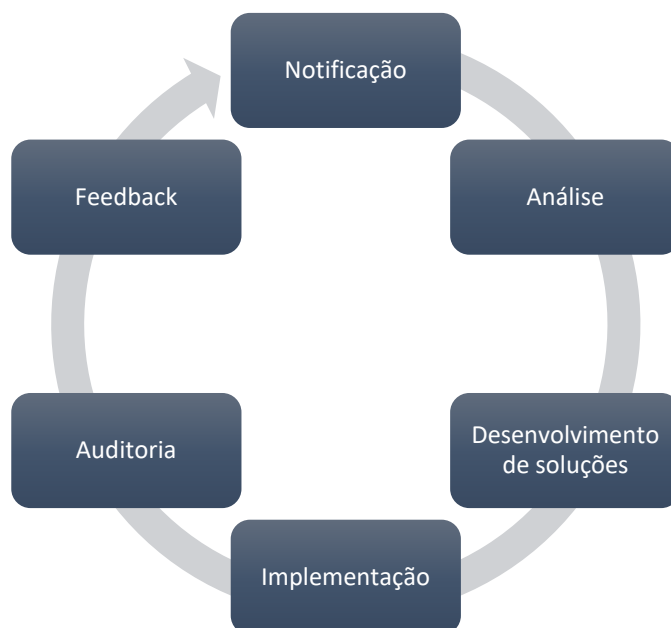 Notificação
Análise
Desenvolvimento
de soluções
Implementação
Auditoria
Feedback